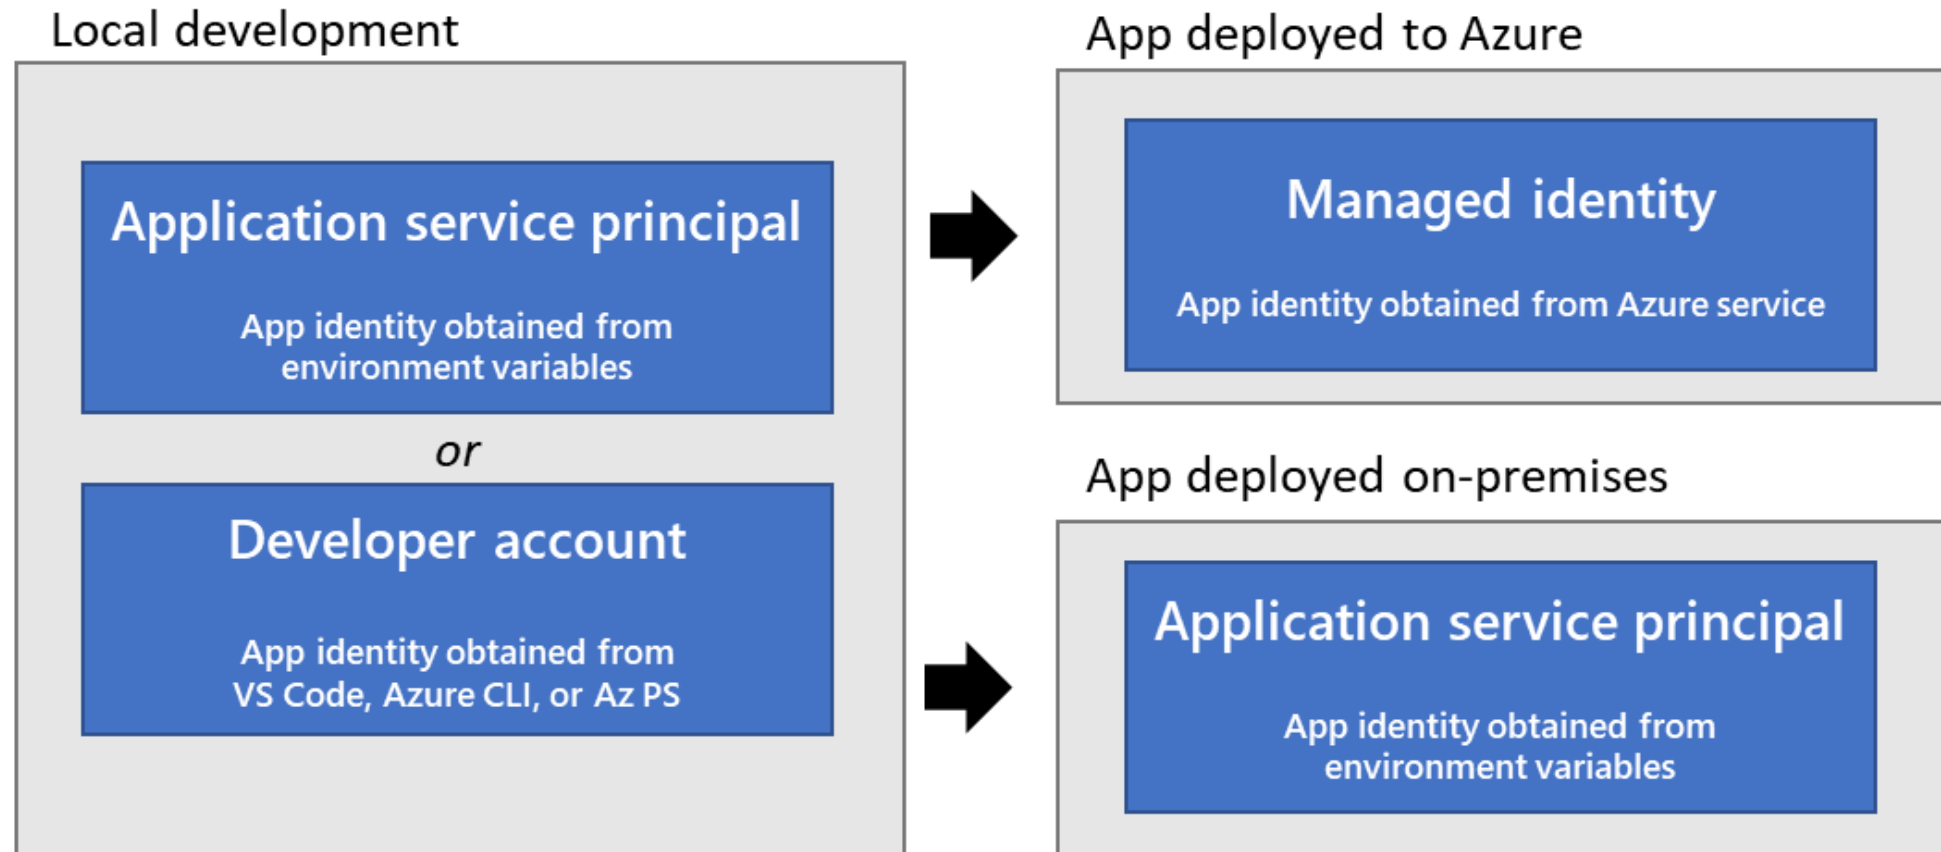 Local development
Application service principal
App identity obtained from
environment variables
or
Developer account
App identity obtained from
VS Code, Azure CLI, or Az PS
App deployed to Azure
Managed identity
App identity obtained from Azure service
App deployed on-premises
Application service principal
App identity obtained from
environment variables